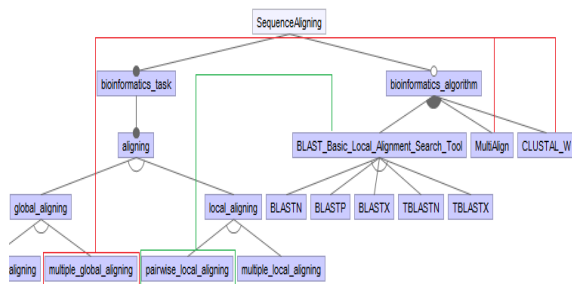 SequenceAligning
bioinformatics_task
bioinformatics_algorithm
aligning
BLAST_Basic_Local_Alignment_Search_Tool
MultiAlign
CLUSTAL_W
global_aligning
local_aligning
BLASTN
BLASTP
BLASTX
TBLASTN
TBLASTX
aligning
multiple_global_aligning
pairwise_local_aligning
multiple_local_aligning